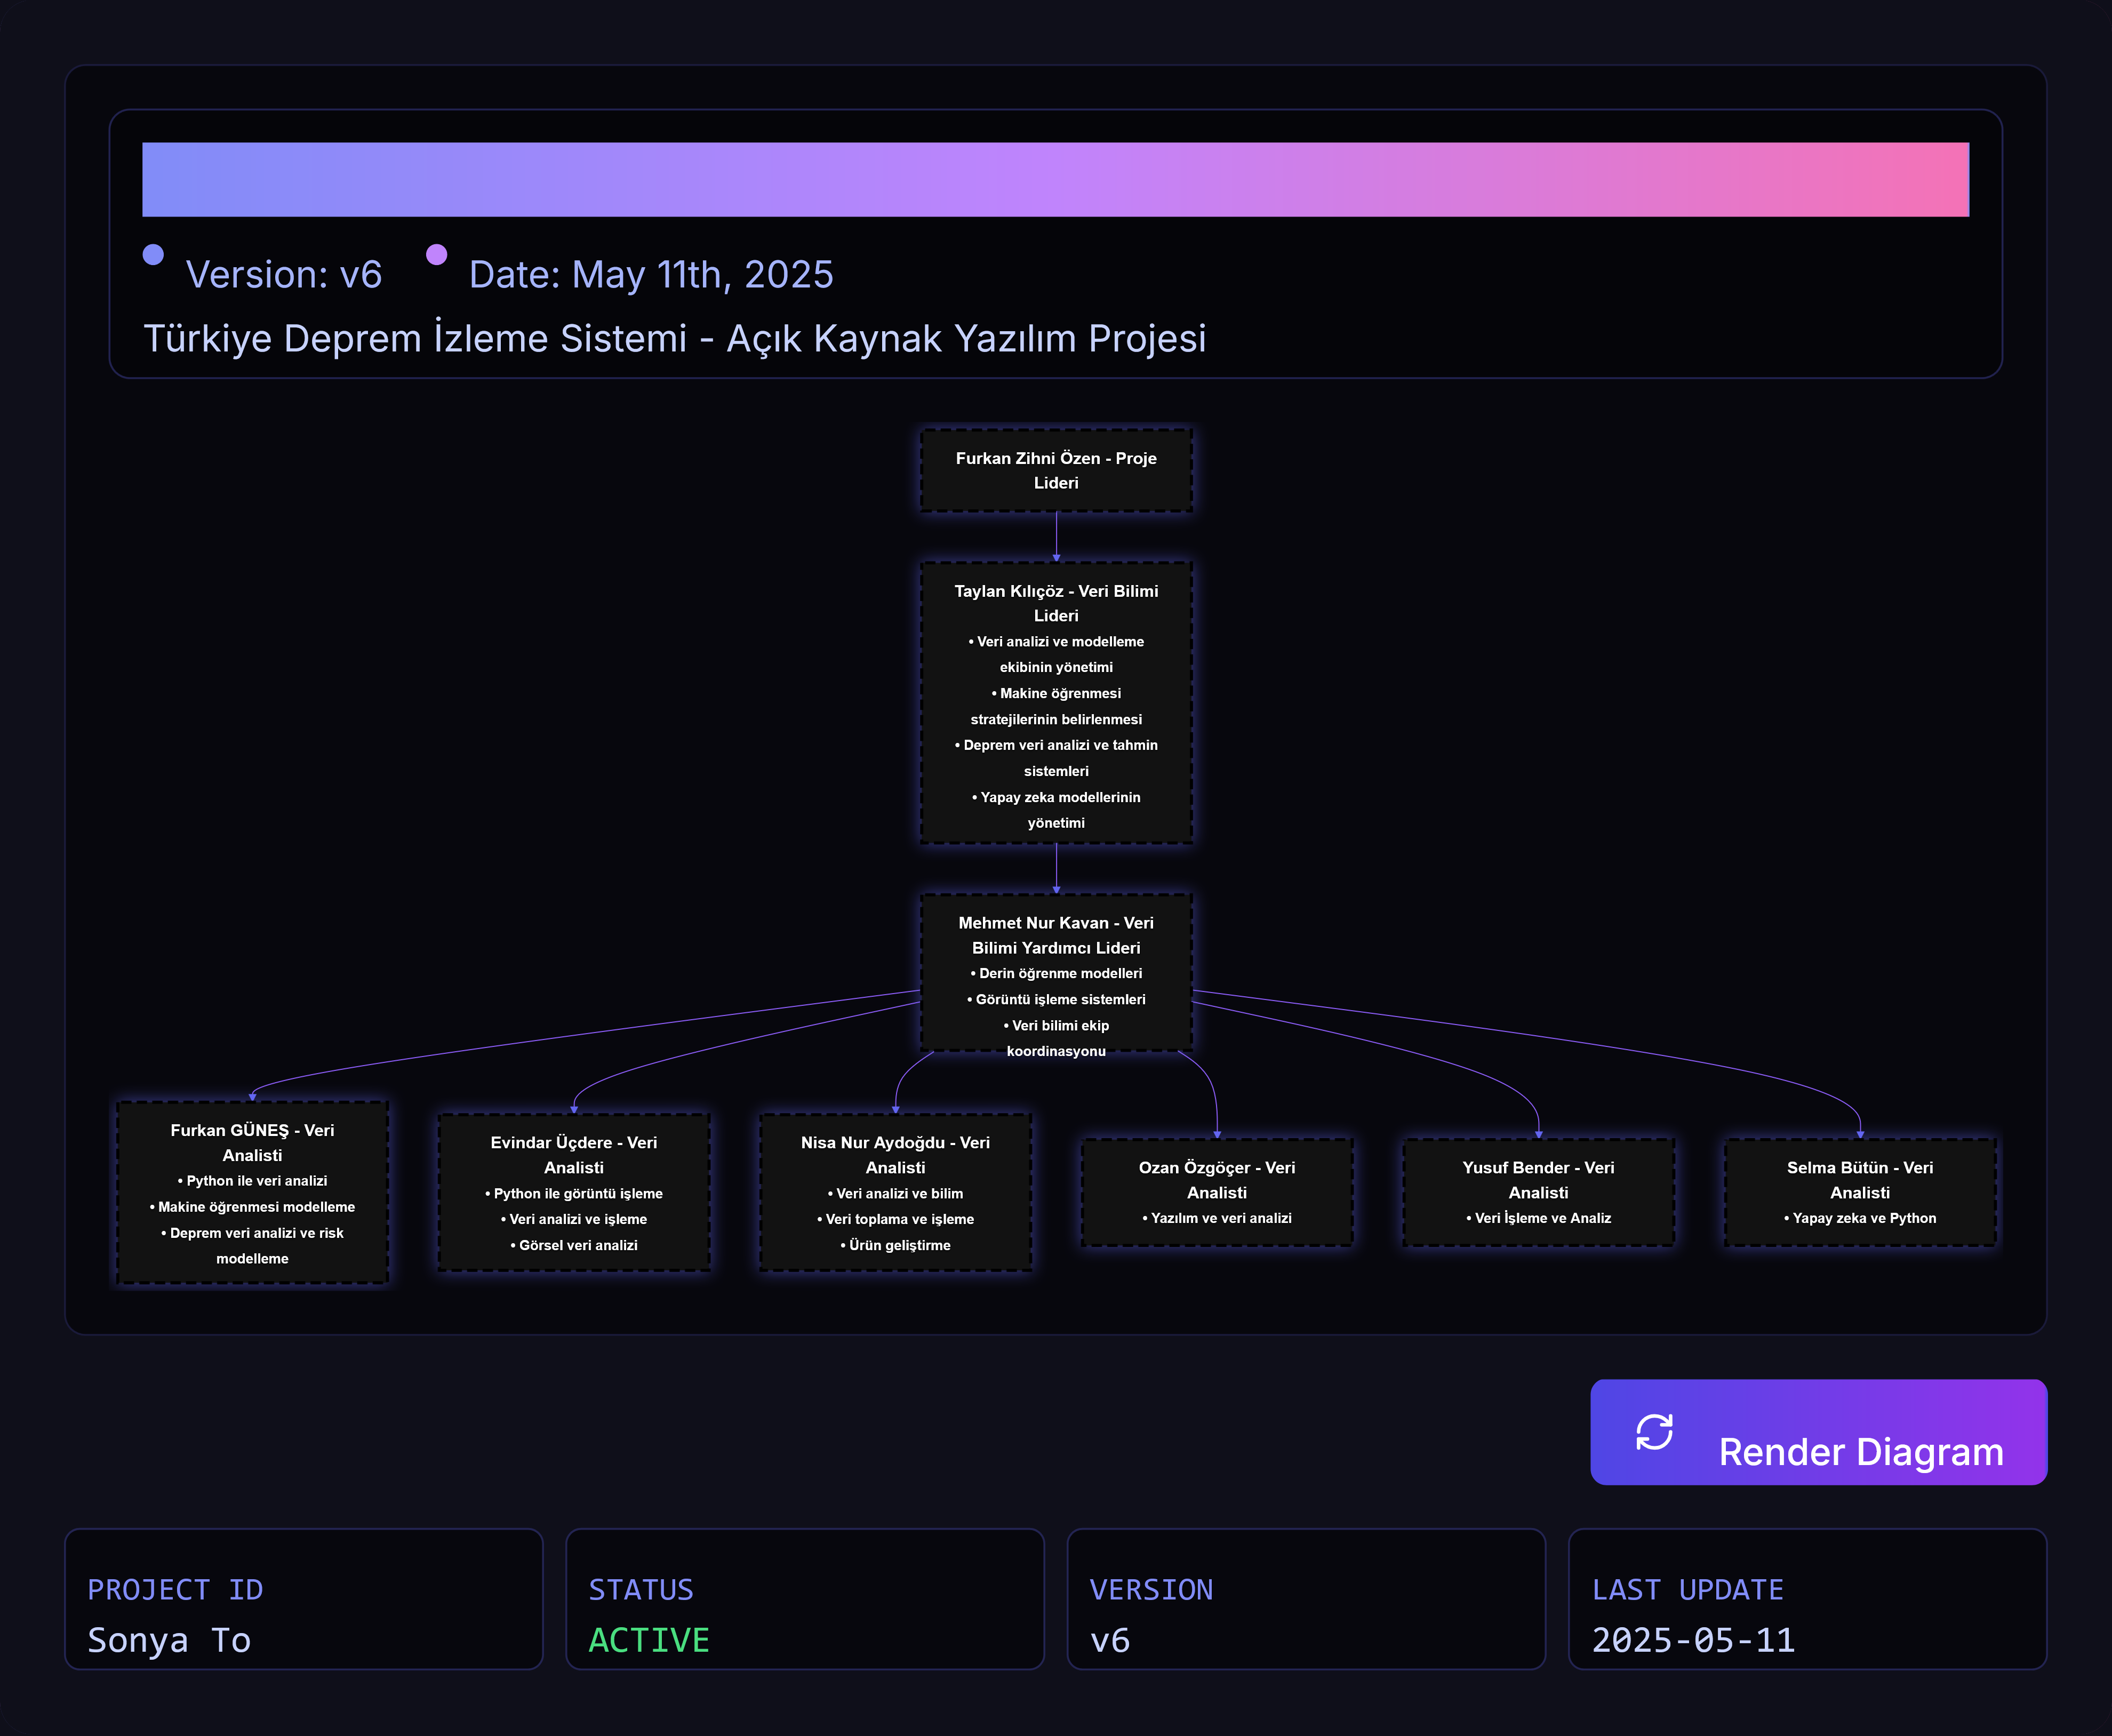 Version: v6
Date: May 11th, 2025
Türkiye Deprem İzleme Sistemi - Açık Kaynak Yazılım Projesi
Furkan Zihni Özen - Proje
Lideri
Taylan Kılıçöz - Veri Bilimi
Lideri
• Veri analizi ve modelleme
ekibinin yönetimi
• Makine öğrenmesi
stratejilerinin belirlenmesi
• Deprem veri analizi ve tahmin
sistemleri
• Yapay zeka modellerinin
yönetimi
Mehmet Nur Kavan - Veri
Bilimi Yardımcı Lideri
• Derin öğrenme modelleri
• Görüntü işleme sistemleri
• Veri bilimi ekip
koordinasyonu
Furkan GÜNEŞ - Veri
Analisti
• Python ile veri analizi
• Makine öğrenmesi modelleme
• Deprem veri analizi ve risk
modelleme
Evindar Üçdere - Veri
Analisti
• Python ile görüntü işleme
• Veri analizi ve işleme
• Görsel veri analizi
Nisa Nur Aydoğdu - Veri
Analisti
• Veri analizi ve bilim
• Veri toplama ve işleme
• Ürün geliştirme
Ozan Özgöçer - Veri
Analisti
• Yazılım ve veri analizi
Yusuf Bender - Veri
Analisti
• Veri İşleme ve Analiz
Selma Bütün - Veri
Analisti
• Yapay zeka ve Python
Render Diagram
PROJECT ID
Sonya To
STATUS
ACTIVE
VERSION
v6
LAST UPDATE
2025-05-11